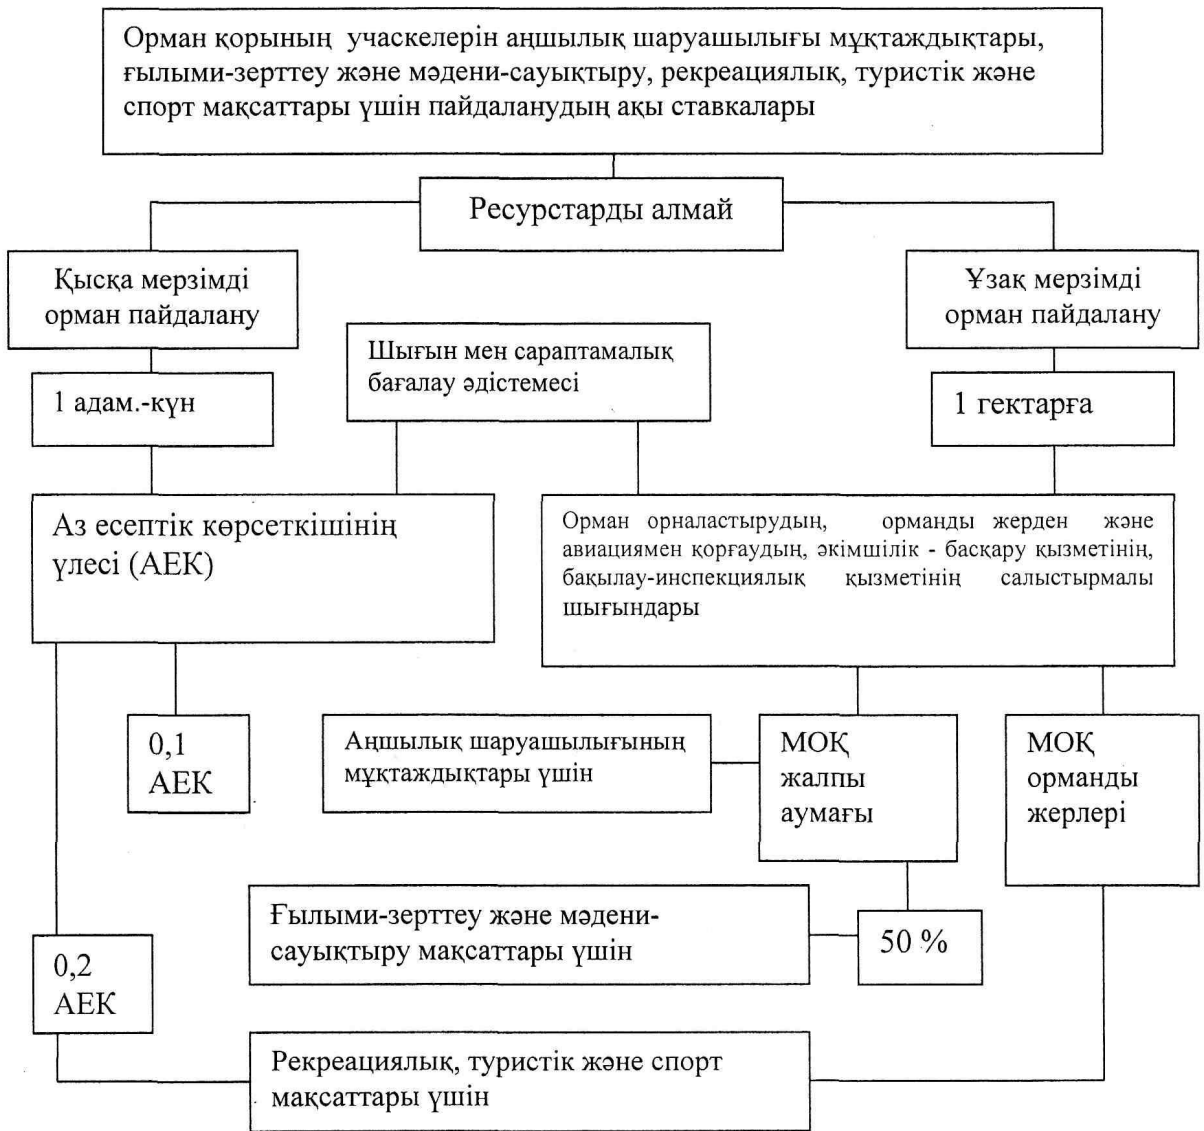 Орман қорының учаскелерін аңшылық шаруашылығы мұқтаждықтары,
ғылыми-зерттеу және мәдени-сауықтыру, рекреациялық, туристік және
спорт мақсаттары үшін пайдаланудың ақы ставкалары
Ресурстарды алмай
Қысқа мерзімді
орман пайдалану
Ұзақ мерзімді
орман пайдалану
Шығын мен сараптамалық
бағалау әдістемесі
1 адам.-күн
1 гектарға
Аз есептік көрсеткішінің
үлесі (АЕК)
Орман орналастырудың, орманды жерден және
авиациямен қорғаудың, әкімшілік - басқару қызметінің,
бақылау-инспекциялық қызметінің салыстырмалы
шығындары
0,1
АЕК
Аңшылық шаруашылығының
мұқтаждықтары үшін
МОҚ
жалпы
аумағы
МОҚ
орманды
жерлері
Ғылыми-зерттеу және мәдени-
сауықтыру мақсаттары үшін
50 %
0,2
АЕК
Рекреациялық, туристік және спорт
мақсаттары үшін